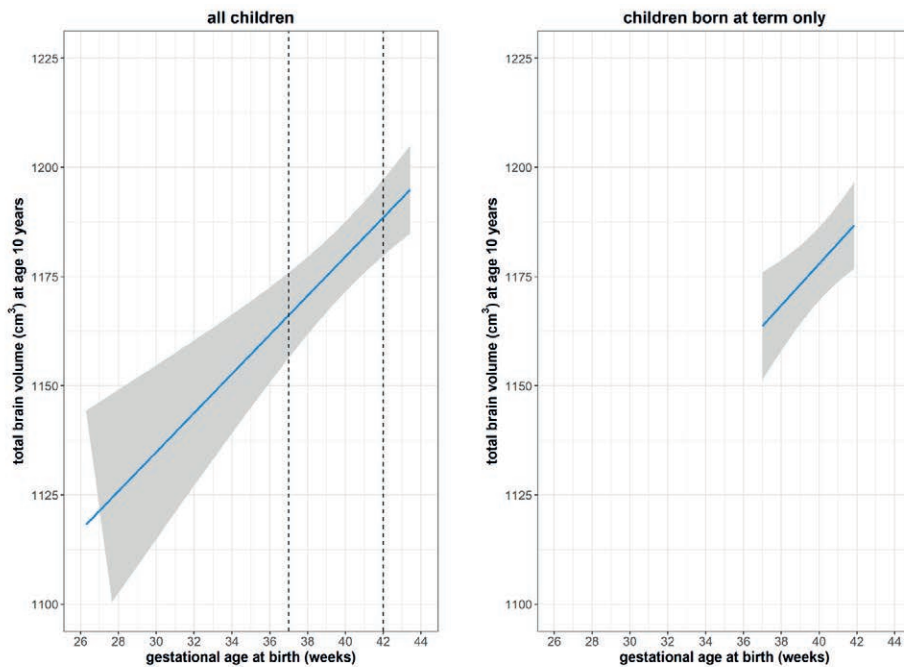 all children
children born at term only
total brain volume (cm³) at age 10 years
1225
1200
1175
1150
1125
1100
26 28 30 32 34 36 38 40 42 44
gestational age at birth (weeks)
total brain volume (cm³) at age 10 years
1225
1200
1175
1150
1125
1100
26 28 30 32 34 36 38 40 42 44
gestational age at birth (weeks)